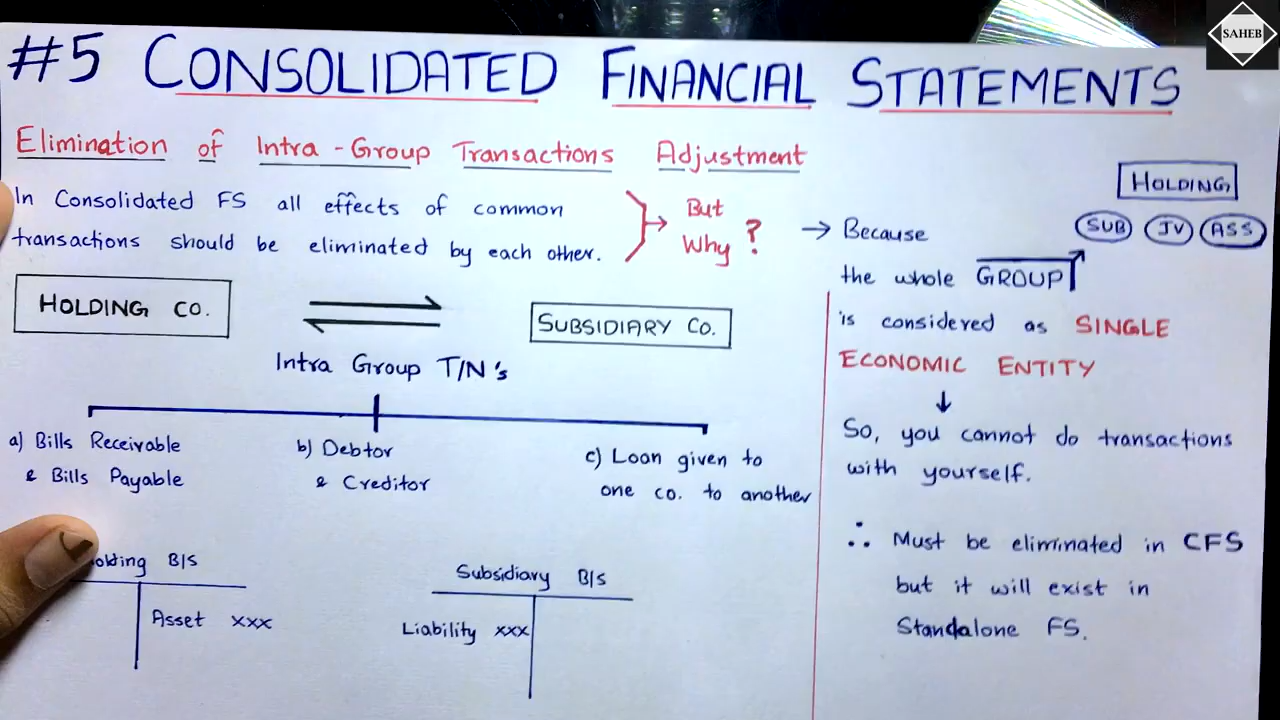 #5 CONSOLIDATED FINANCIAL STATEMENTS
SAHEB
Elimination of Intra-Group Transactions Adjustment
In Consolidated FS all effects of common
transactions should be eliminated by each other.
But
Why ?
HOLDING CO.
SUBSIDIARY CO.
Intra Group T/N's
a) Bills Receivable
& Bills Payable
b) Debtor
& Creditor
c) Loan given to
one co. to another
Holding B/S
Asset xxx
Subsidiary B/S
Liability xxx
HOLDING
SUB JV ASS
→ Because
the whole GROUP
is considered as SINGLE
ECONOMIC ENTITY
↓
So, you cannot do transactions
with yourself.
∴ Must be eliminated in CFS
but it will exist in
Standalone FS.